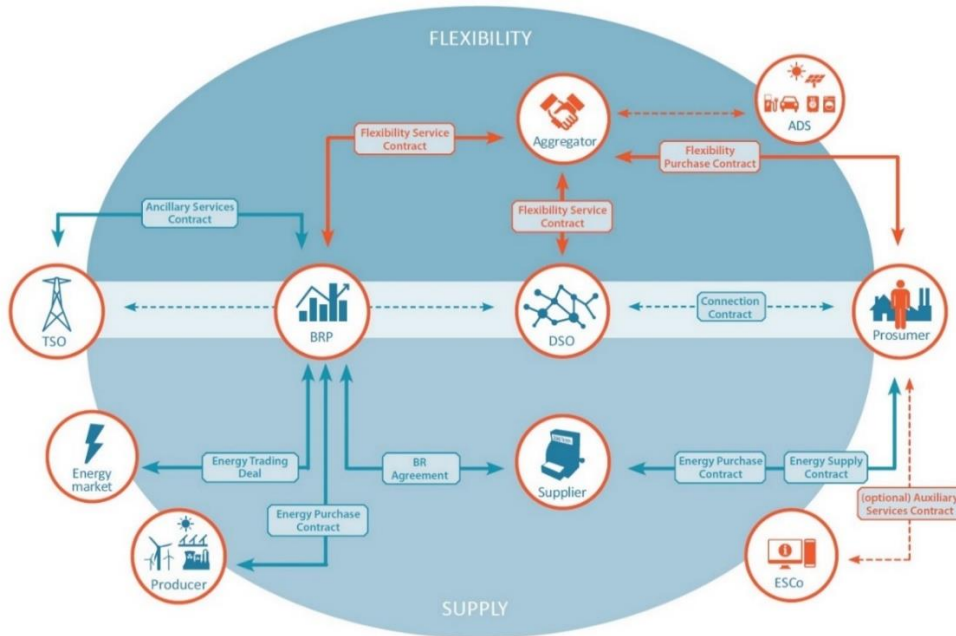 FLEXIBILITY
ADS
Aggregator
Flexibility Service
Contract
Flexibility
Purchase Contract
Ancillary Services
Contract
Flexibility Service
Contract
TSO
BRP
DSO
Connection
Contract
Prosumer
Energy
market
Energy Trading
Deal
BR
Agreement
Supplier
Energy Purchase
Contract
Energy Supply
Contract
(optional) Auxiliary
Services Contract
Energy Purchase
Contract
Producer
ESCo
SUPPLY